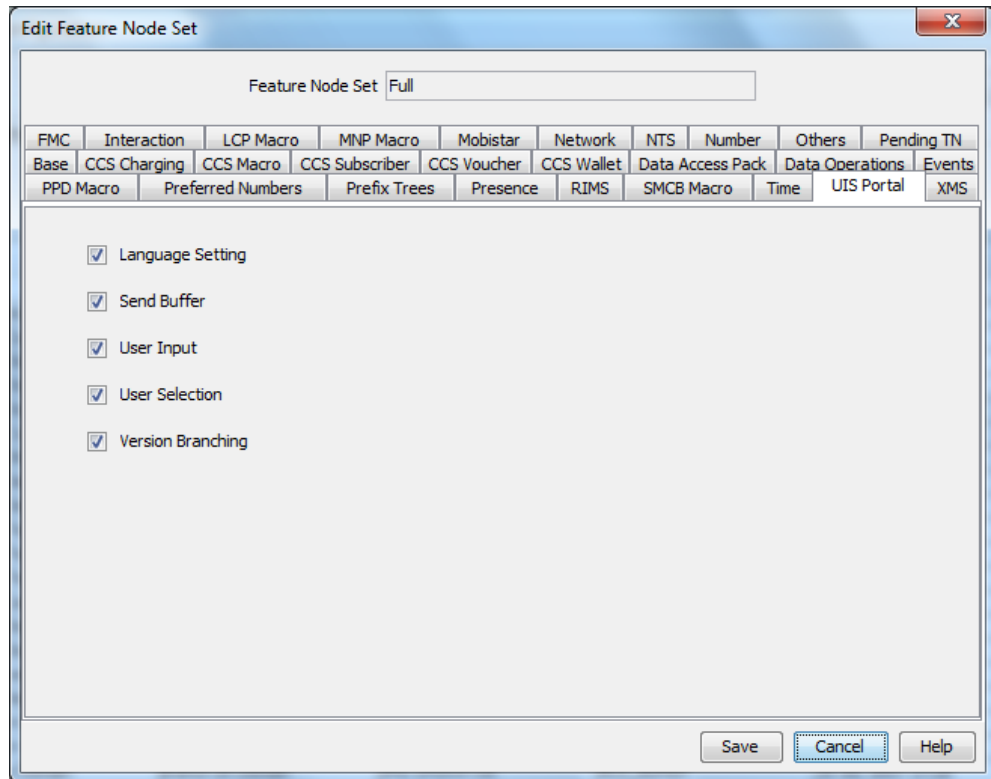 Edit Feature Node Set
Feature Node Set Full
FMC Interaction LCP Macro MNP Macro Mobistar Network NTS Number Others Pending TN
Base CCS Charging CCS Macro CCS Subscriber CCS Voucher CCS Wallet Data Access Pack Data Operations Events
PPD Macro Preferred Numbers Prefix Trees Presence RIMS SMCB Macro Time UIS Portal XMS
Language Setting
Send Buffer
User Input
User Selection
Version Branching
Save Cancel Help